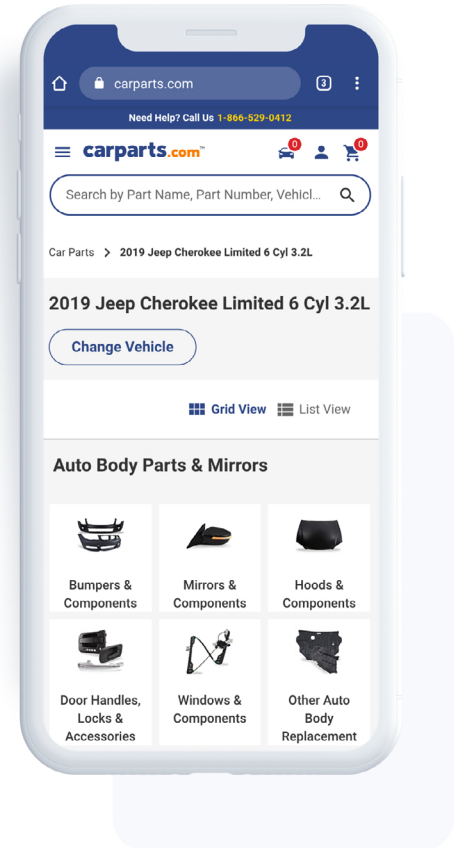 carparts.com
3
Need Help? Call Us 1-866-529-0412
carparts.com™
0
0
Search by Part Name, Part Number, Vehicl...
Car Parts > 2019 Jeep Cherokee Limited 6 Cyl 3.2L
2019 Jeep Cherokee Limited 6 Cyl 3.2L
Change Vehicle
Grid View
List View
Auto Body Parts & Mirrors
Bumpers &
Components
Mirrors &
Components
Hoods &
Components
Door Handles,
Locks &
Accessories
Windows &
Components
Other Auto
Body
Replacement